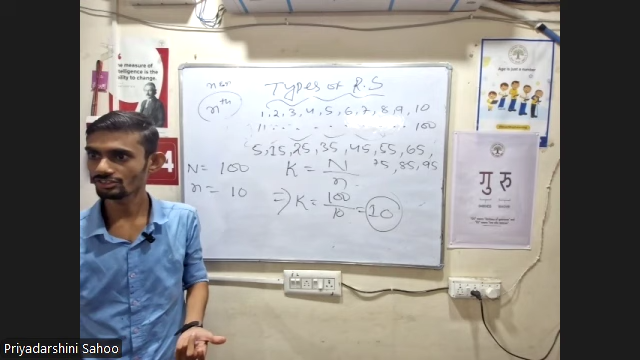 Types of R.S
nth
1, 2, 3, 4, 5, 6, 7, 8, 9, 10
11 . . . . . . . . 100
5, 15, 25, 35, 45, 55, 65,
75, 85, 95
N = 100
n = 10
K = N/n
⇒ K = 100/10 = 10
measure of
intelligence is the
ability to change
4
गुरु
Priyadarshini Sahoo